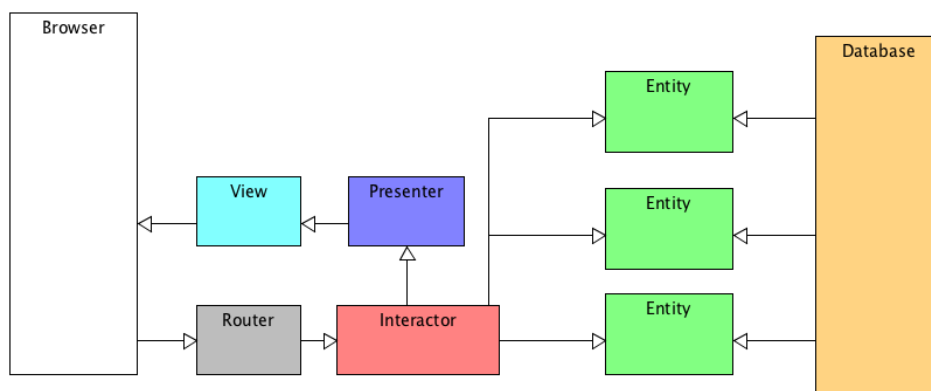 Browser
Database
Entity
View
Presenter
Entity
Router
Interactor
Entity